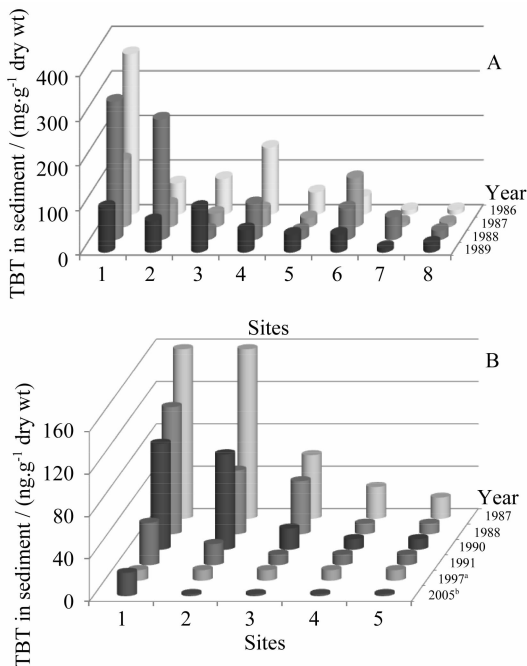 TBT in sediment / (mg·g⁻¹ dry wt)
400
300
200
100
0
A
Year
1986
1987
1988
1989
1 2 3 4 5 6 7 8
Sites
TBT in sediment / (ng·g⁻¹ dry wt)
160
120
80
40
0
B
Year
1987
1988
1990
1991
1997ᵃ
2005ᵇ
1 2 3 4 5
Sites